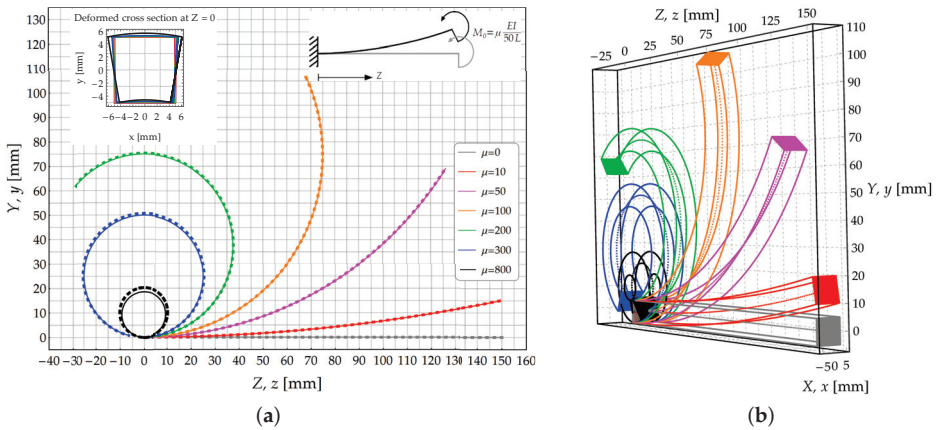 Deformed cross section at Z = 0
y [mm]
6
4
2
0
−2
−4
−6 −4 −2 0 2 4 6
x [mm]
M₀=μ EI/50 L
Z
Y, y [mm]
130
120
110
100
90
80
70
60
50
40
30
20
10
0
−40 −30 −20 −10 0 10 20 30 40 50 60 70 80 90 100 110 120 130 140 150 160
Z, z [mm]
μ=0
μ=10
μ=50
μ=100
μ=200
μ=300
μ=800
(a)
Z, z [mm]
−25 0 25 50 75 100 125 150
110
100
90
80
70
60
50
40
30
20
10
0
Y, y [mm]
−50 5
X, x [mm]
(b)